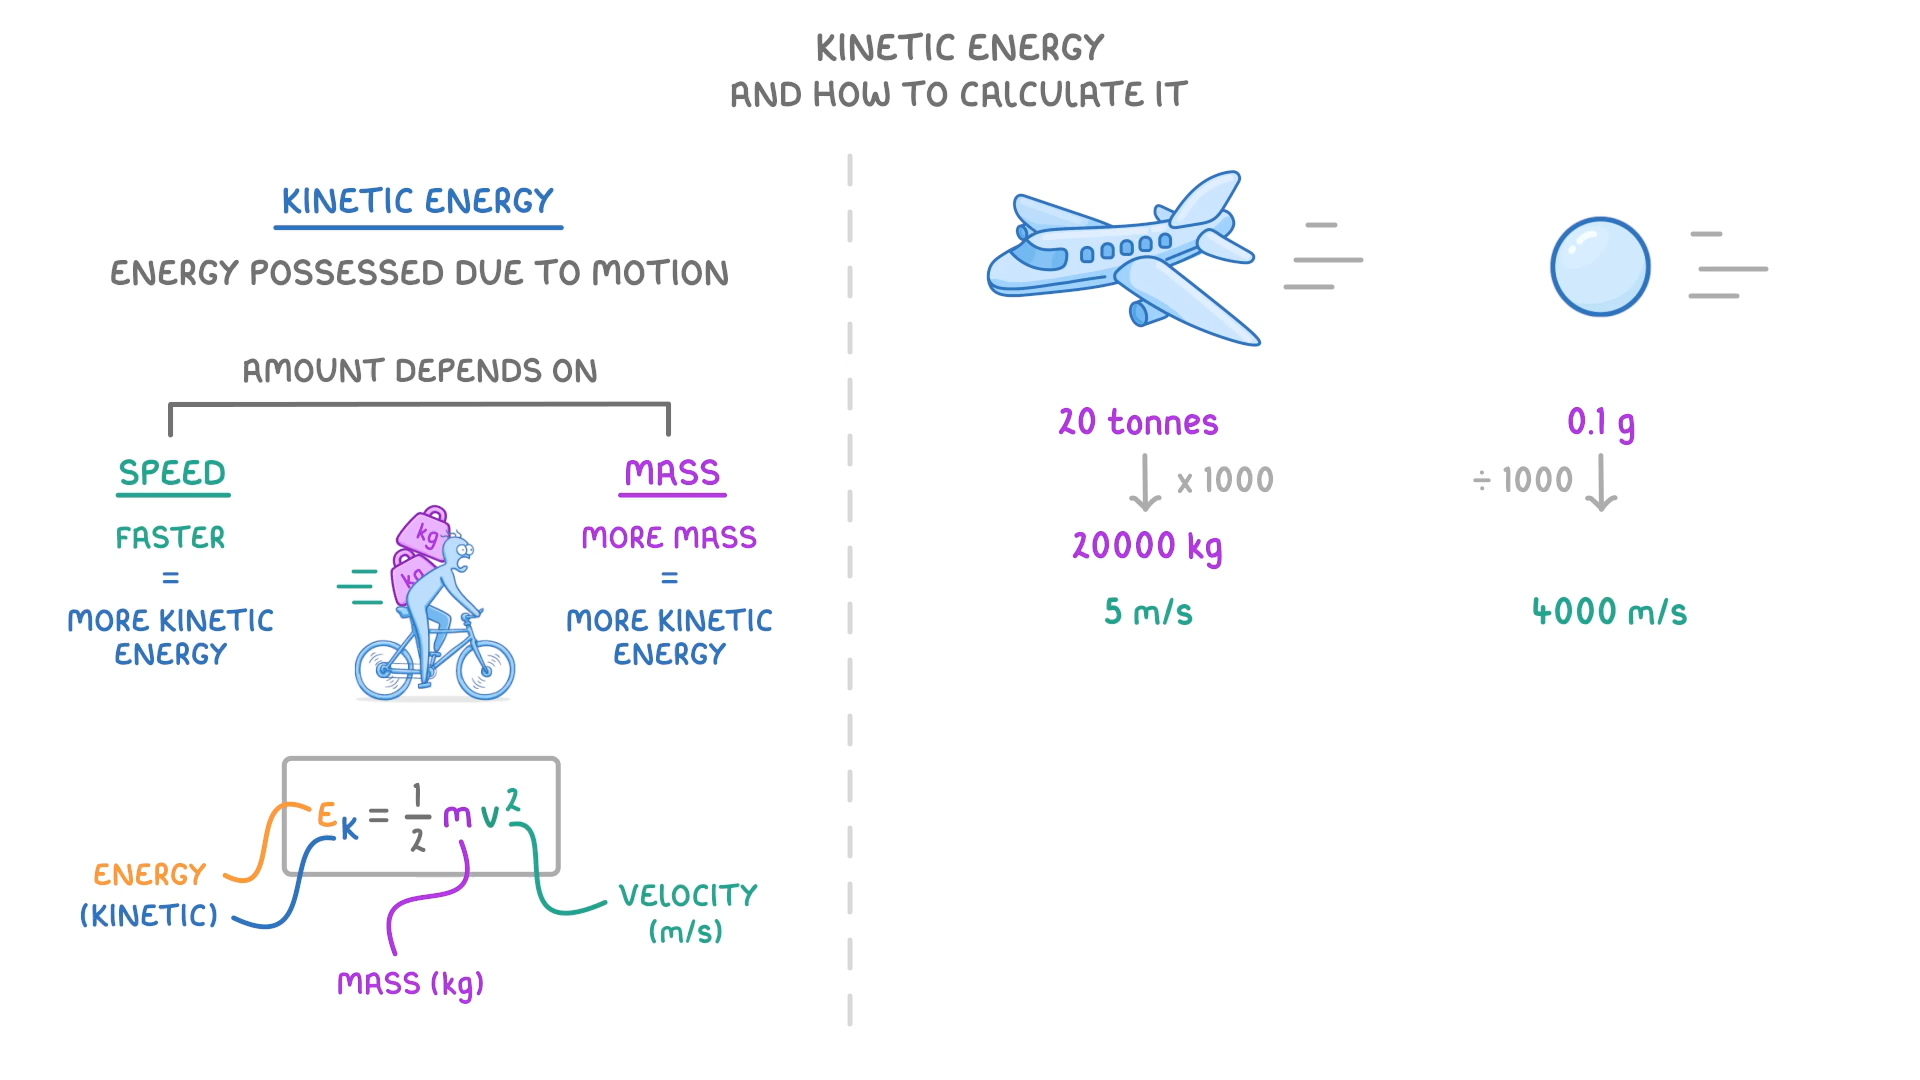 KINETIC ENERGY
AND HOW TO CALCULATE IT
KINETIC ENERGY
ENERGY POSSESSED DUE TO MOTION
AMOUNT DEPENDS ON
SPEED
FASTER
=
MORE KINETIC
ENERGY
kg
kg
MASS
MORE MASS
=
MORE KINETIC
ENERGY
E_K = 1/2 m v²
ENERGY
(KINETIC)
MASS (kg)
VELOCITY
(m/s)
20 tonnes
x 1000
20000 kg
5 m/s
0.1 g
÷ 1000
4000 m/s